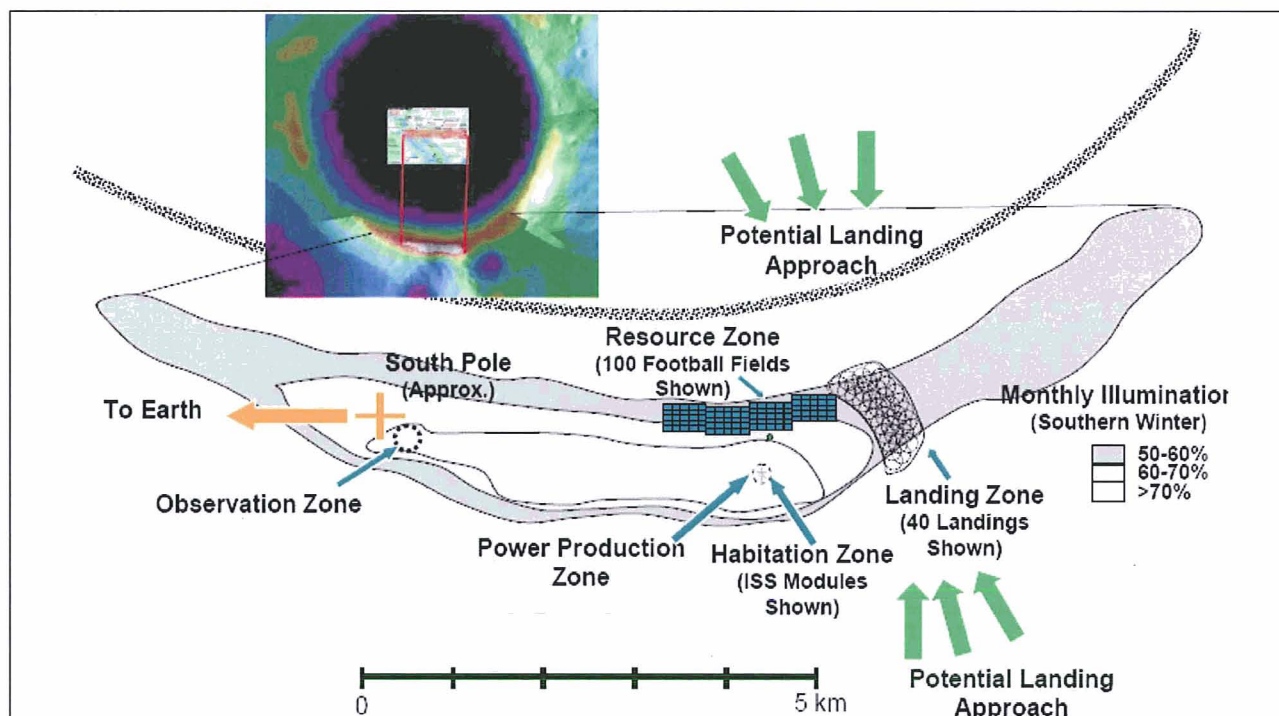 Potential Landing
Approach
Resource Zone
(100 Football Fields
Shown)
South Pole
(Approx.)
To Earth
Monthly Illumination
(Southern Winter)
50-60%
60-70%
>70%
Observation Zone
Landing Zone
(40 Landings
Shown)
Power Production
Zone
Habitation Zone
(ISS Modules
Shown)
0
5 km
Potential Landing
Approach